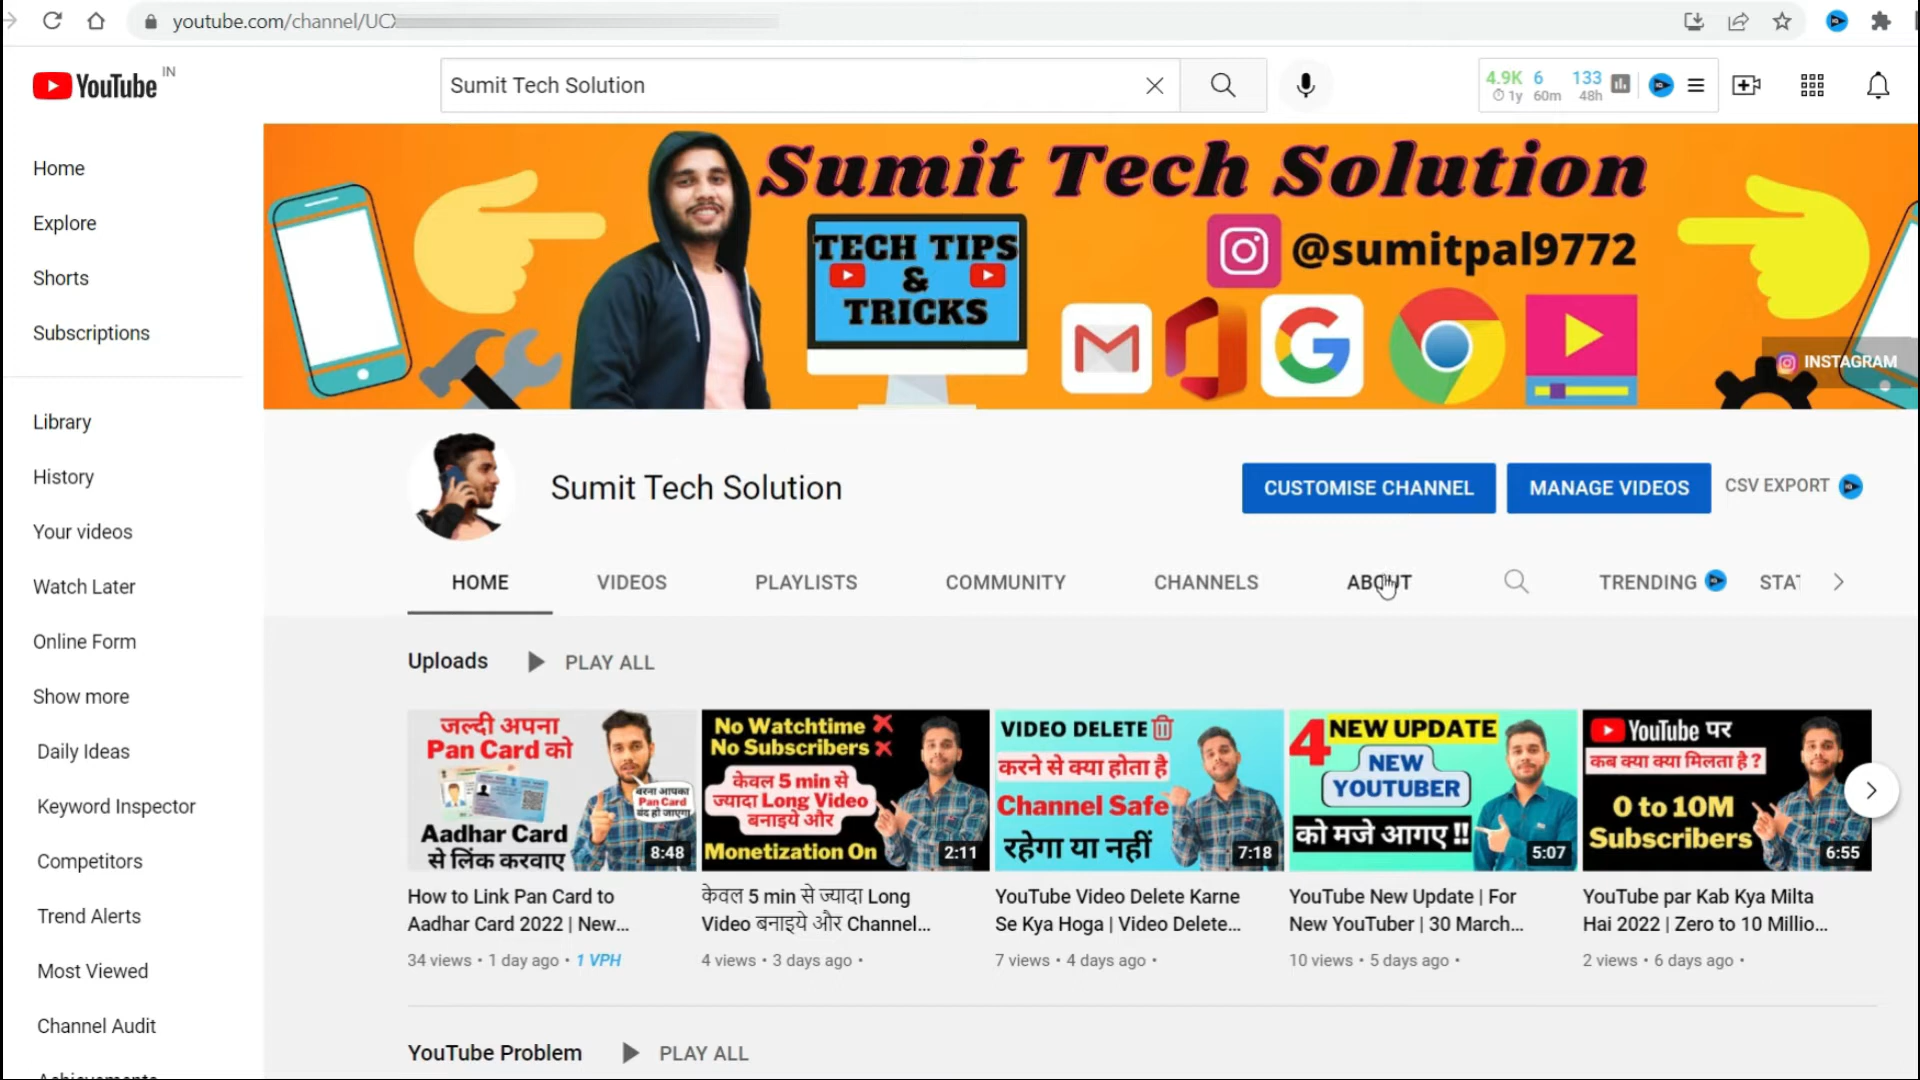 youtube.com/channel/UC
YouTube IN
Sumit Tech Solution
4.9K 6 133
1y 60m 48h
Home
Explore
Shorts
Subscriptions
Library
History
Your videos
Watch Later
Online Form
Show more
Daily Ideas
Keyword Inspector
Competitors
Trend Alerts
Most Viewed
Channel Audit
Sumit Tech Solution
TECH TIPS
&
TRICKS
@sumitpal9772
INSTAGRAM
Sumit Tech Solution
CUSTOMISE CHANNEL
MANAGE VIDEOS
CSV EXPORT
HOME VIDEOS PLAYLISTS COMMUNITY CHANNELS ABOUT TRENDING STAT
Uploads PLAY ALL
जल्दी अपना
Pan Card को
वरना आपका
Pan Card
बंद हो जाएगा
Aadhar Card
से लिंक करवाए
8:48
How to Link Pan Card to
Aadhar Card 2022 | New...
34 views • 1 day ago • 1 VPH
No Watchtime
No Subscribers
केवल 5 min से
ज्यादा Long Video
बनाइये और
Monetization On
2:11
केवल 5 min से ज्यादा Long
Video बनाइये और Channel...
4 views • 3 days ago •
VIDEO DELETE
करने से क्या होता है
Channel Safe
रहेगा या नहीं
7:18
YouTube Video Delete Karne
Se Kya Hoga | Video Delete...
7 views • 4 days ago •
4 NEW UPDATE
NEW
YOUTUBER
को मजे आगए !!
5:07
YouTube New Update | For
New YouTuber | 30 March...
10 views • 5 days ago •
YouTube पर
कब क्या क्या मिलता है ?
0 to 10M
Subscribers
6:55
YouTube par Kab Kya Milta
Hai 2022 | Zero to 10 Millio...
2 views • 6 days ago •
YouTube Problem PLAY ALL